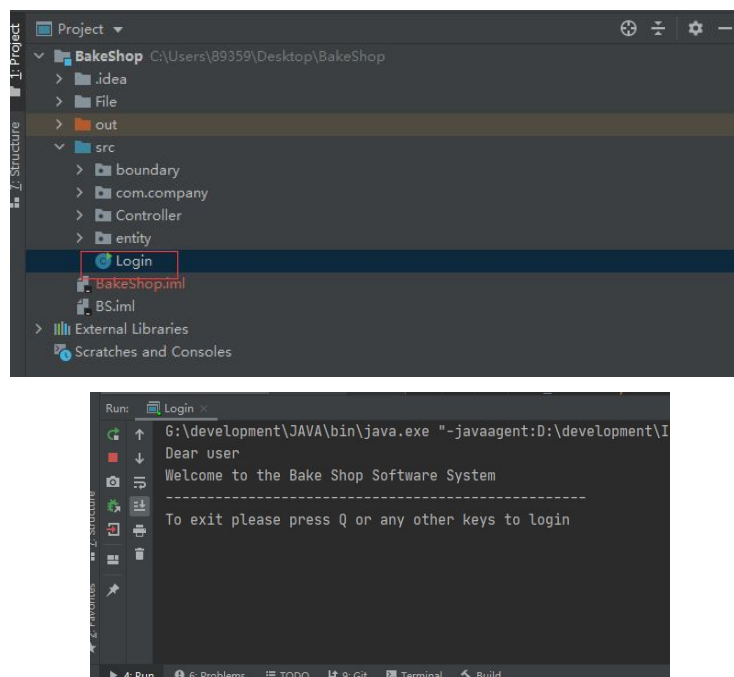 Project
1: Project
7: Structure
BakeShop C:\Users\89359\Desktop\BakeShop
.idea
File
out
src
boundary
com.company
Controller
entity
Login
BakeShop.iml
BS.iml
External Libraries
Scratches and Consoles
Run: Login
G:\development\JAVA\bin\java.exe "-javaagent:D:\development\I
Dear user
Welcome to the Bake Shop Software System
---------------------------------------------------
To exit please press Q or any other keys to login
Z: Structure
2: Favorites
4: Run 6: Problems TODO 9: Git Terminal Build